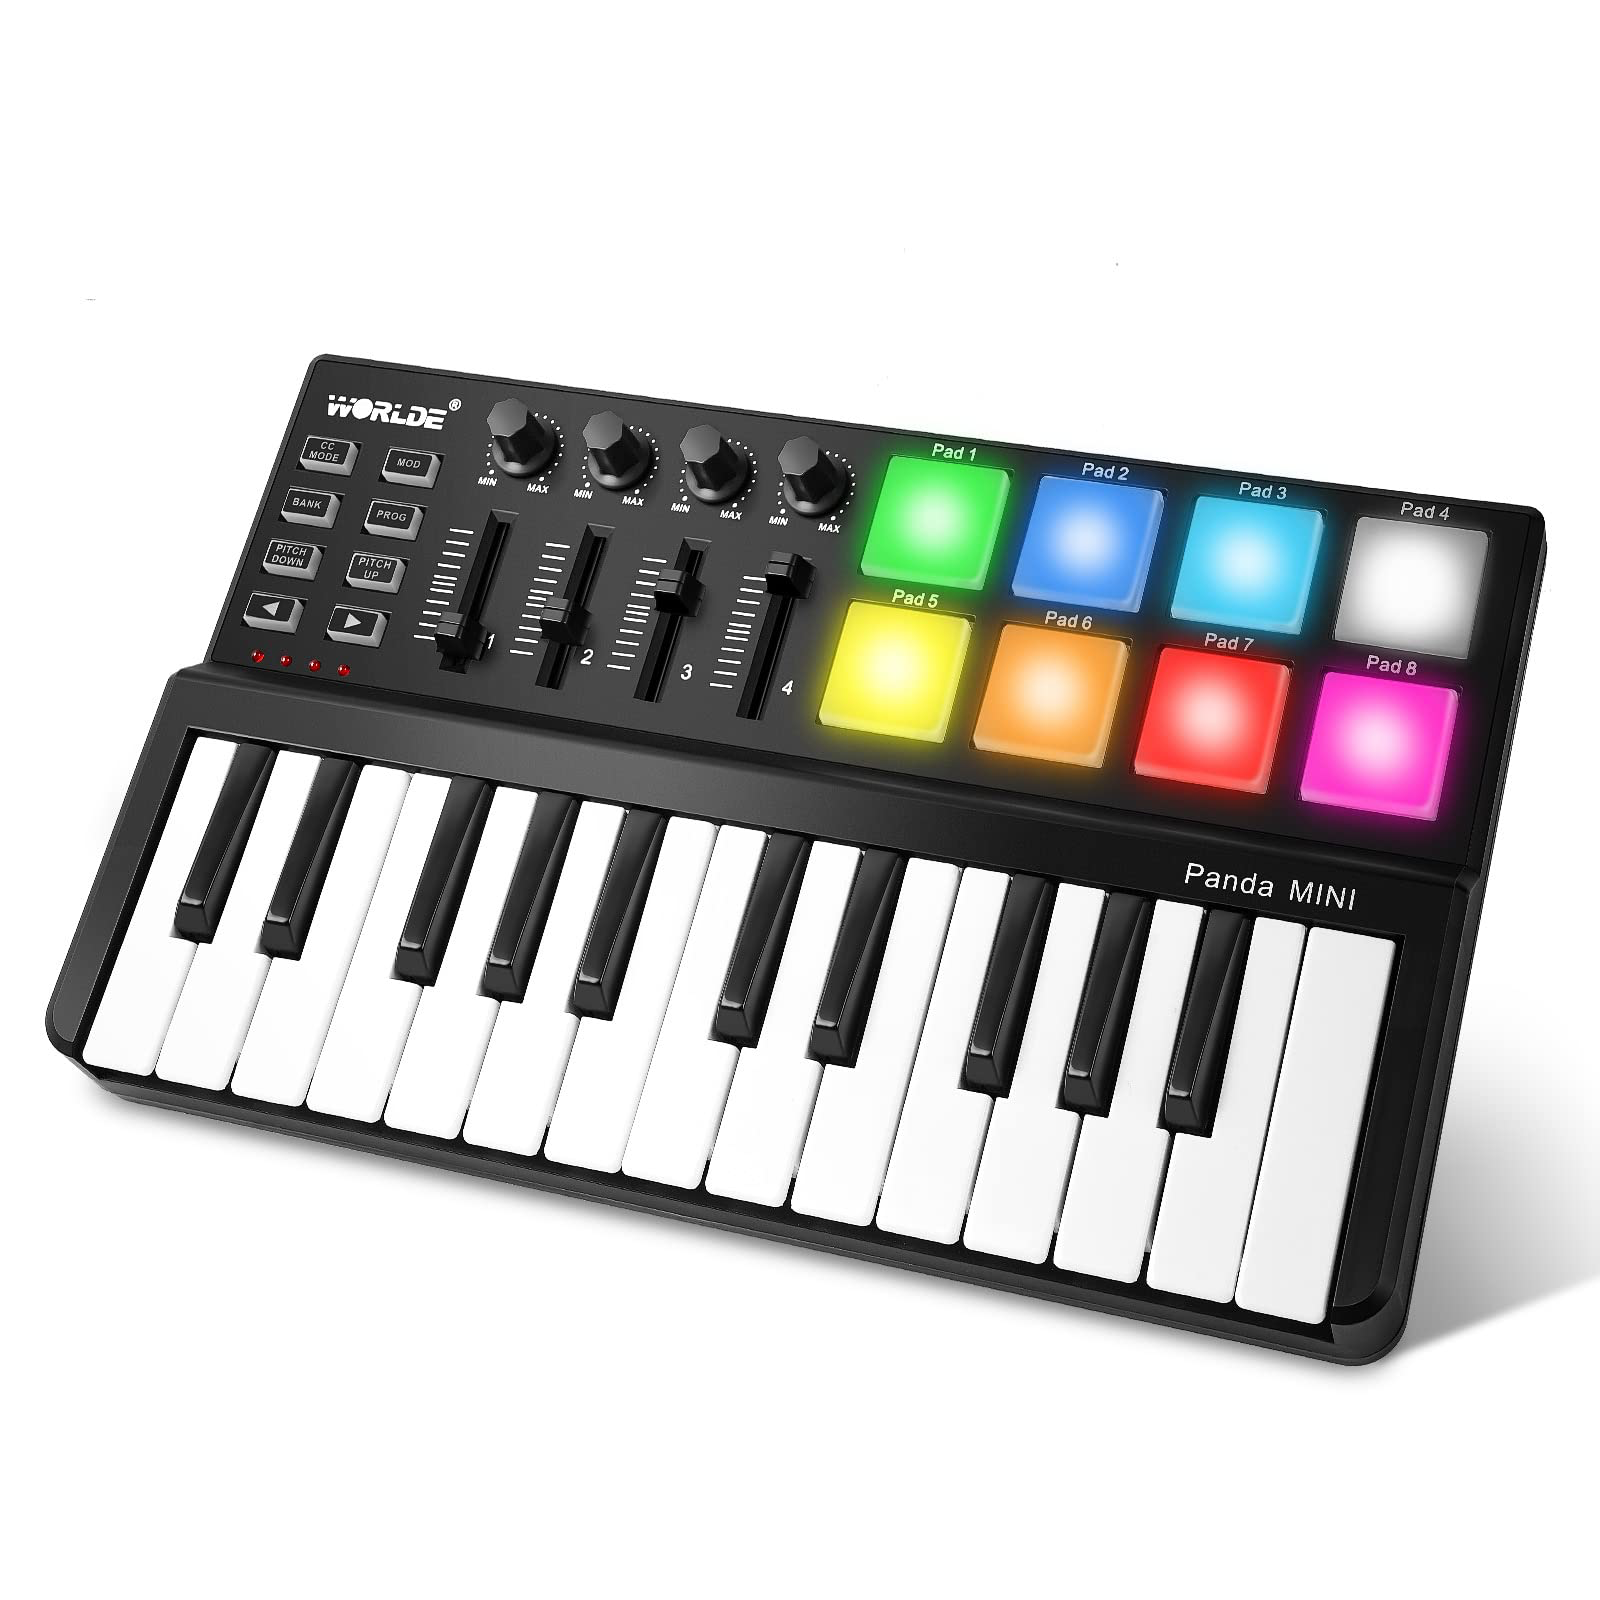 WORLDE®
CC
MODE
MOD
BANK
PROG
PITCH
DOWN
PITCH
UP
MIN MAX
MIN MAX
MIN MAX
MIN MAX
1
2
3
4
Pad 1
Pad 2
Pad 3
Pad 4
Pad 5
Pad 6
Pad 7
Pad 8
Panda MINI